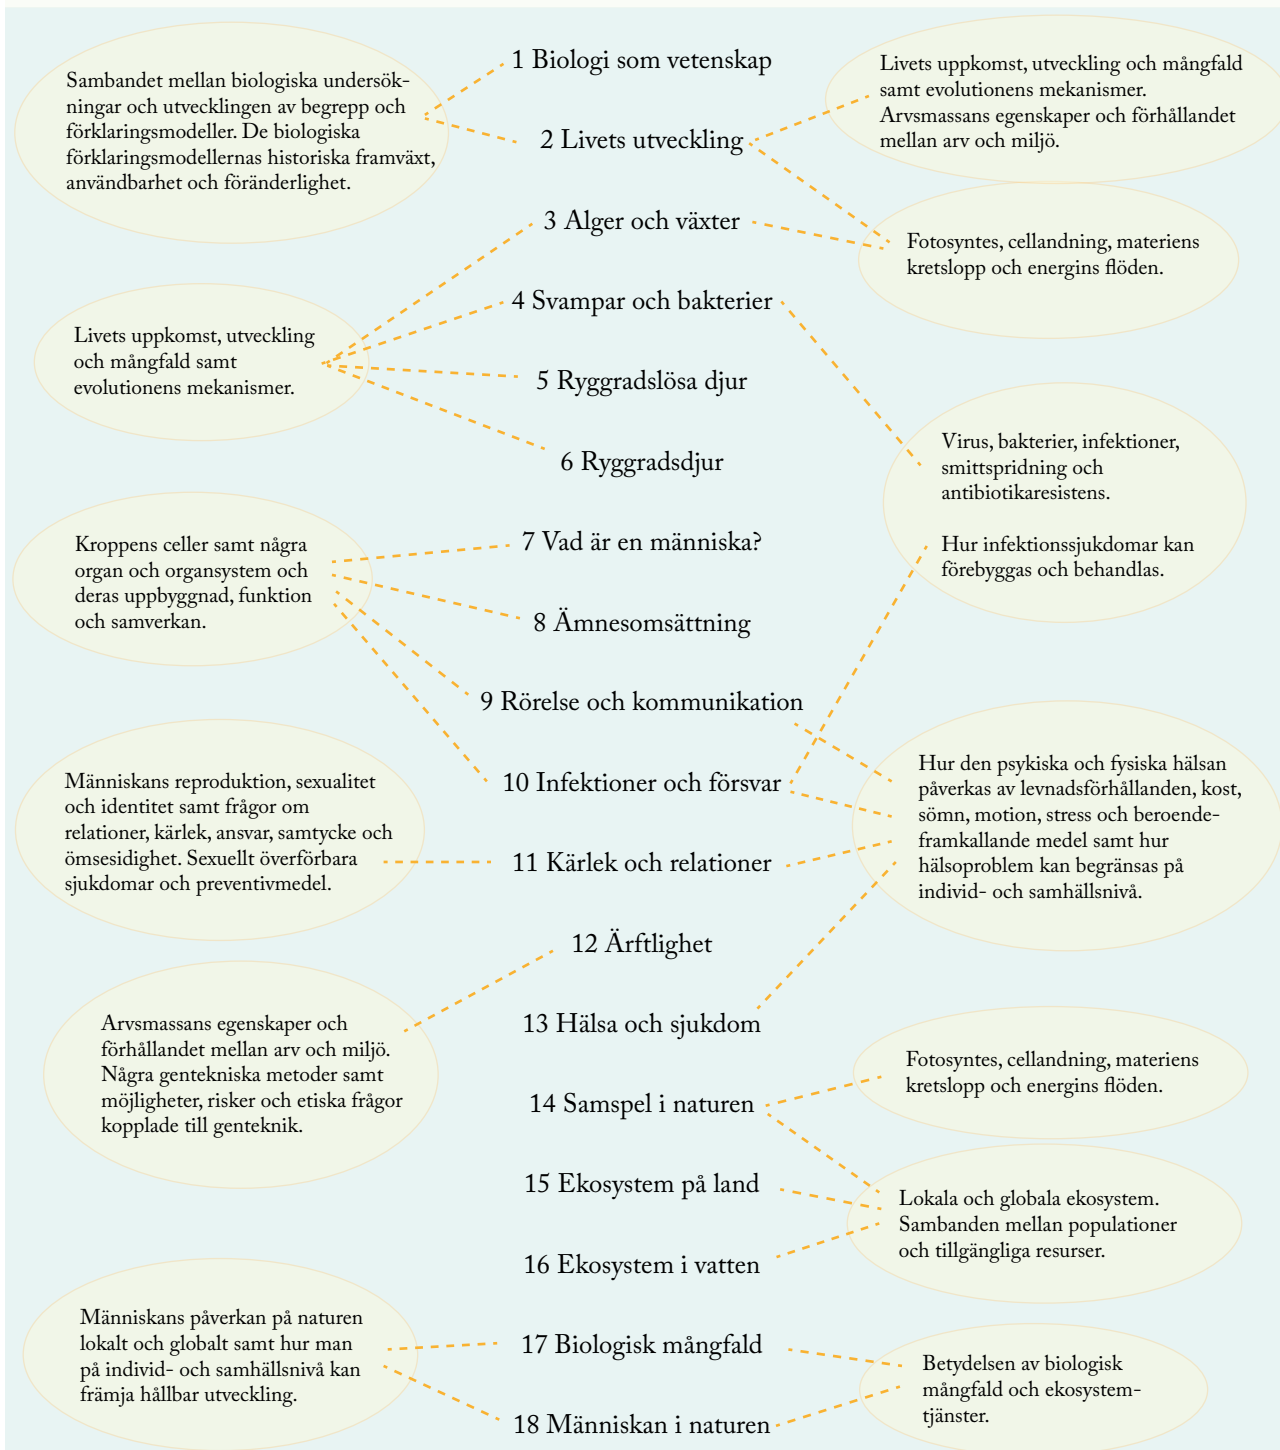 Sambandet mellan biologiska undersök-
ningar och utvecklingen av begrepp och
förklaringsmodeller. De biologiska
förklaringsmodellernas historiska framväxt,
användbarhet och föränderlighet.
Livets uppkomst, utveckling
och mångfald samt
evolutionens mekanismer.
Kroppens celler samt några
organ och organsystem och
deras uppbyggnad, funktion
och samverkan.
Människans reproduktion, sexualitet
och identitet samt frågor om
relationer, kärlek, ansvar, samtycke och
ömsesidighet. Sexuellt överförbara
sjukdomar och preventivmedel.
Arvsmassans egenskaper och
förhållandet mellan arv och miljö.
Några gentekniska metoder samt
möjligheter, risker och etiska frågor
kopplade till genteknik.
Människans påverkan på naturen
lokalt och globalt samt hur man
på individ- och samhällsnivå kan
främja hållbar utveckling.
1 Biologi som vetenskap
2 Livets utveckling
3 Alger och växter
4 Svampar och bakterier
5 Ryggradslösa djur
6 Ryggradsdjur
7 Vad är en människa?
8 Ämnesomsättning
9 Rörelse och kommunikation
10 Infektioner och försvar
11 Kärlek och relationer
12 Ärftlighet
13 Hälsa och sjukdom
14 Samspel i naturen
15 Ekosystem på land
16 Ekosystem i vatten
17 Biologisk mångfald
18 Människan i naturen
Livets uppkomst, utveckling och mångfald
samt evolutionens mekanismer.
Arvsmassans egenskaper och förhållandet
mellan arv och miljö.
Fotosyntes, cellandning, materiens
kretslopp och energins flöden.
Virus, bakterier, infektioner,
smittspridning och
antibiotikaresistens.
Hur infektionssjukdomar kan
förebyggas och behandlas.
Hur den psykiska och fysiska hälsan
påverkas av levnadsförhållanden, kost,
sömn, motion, stress och beroende-
framkallande medel samt hur
hälsoproblem kan begränsas på
individ- och samhällsnivå.
Fotosyntes, cellandning, materiens
kretslopp och energins flöden.
Lokala och globala ekosystem.
Sambanden mellan populationer
och tillgängliga resurser.
Betydelsen av biologisk
mångfald och ekosystem-
tjänster.